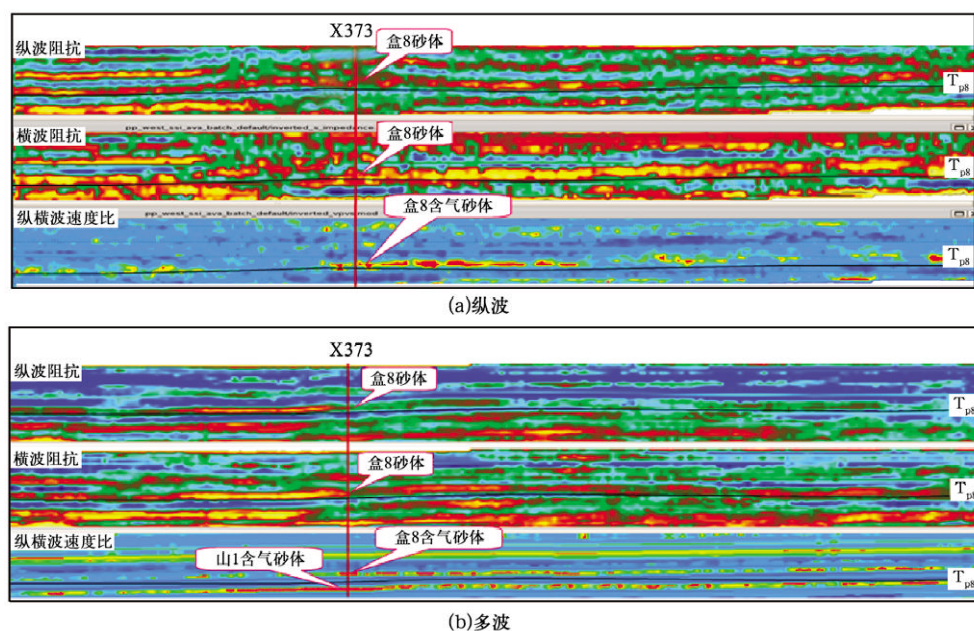 X373
纵波阻抗
盒8砂体
Tp8
pp_west_ssi_ava_batch_default/inverted_s_impedance
横波阻抗
盒8砂体
Tp8
盒8含气砂体
纵横波速度比
pp_west_ssi_ava_batch_default/inverted_vpvs.mod
Tp8
(a)纵波
X373
纵波阻抗
盒8砂体
Tp8
横波阻抗
盒8砂体
Tp8
纵横波速度比
盒8含气砂体
山1含气砂体
Tp8
(b)多波